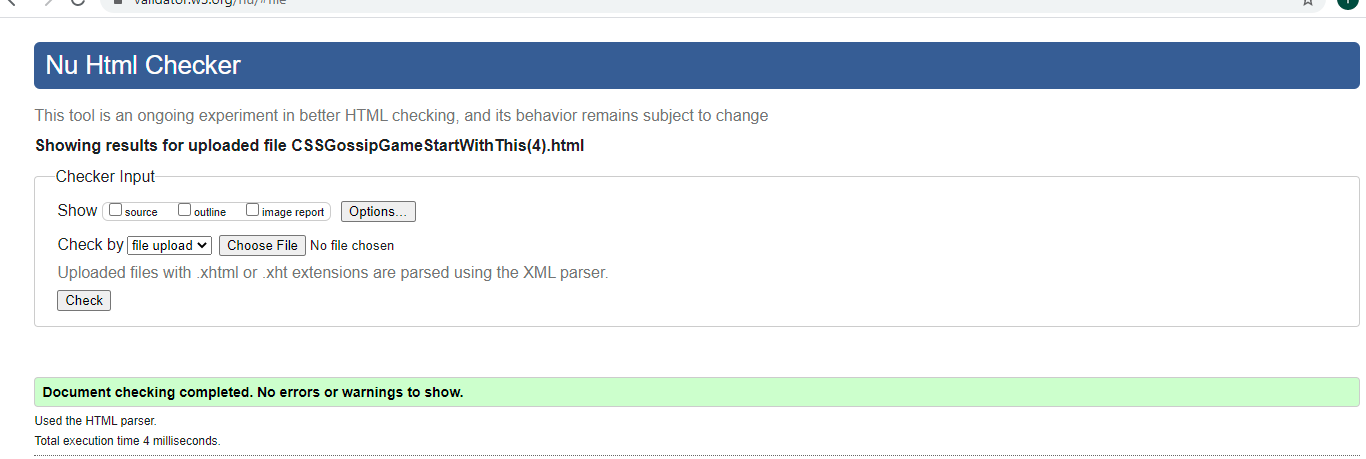 validator.w3.org/nu/#file
Nu Html Checker
This tool is an ongoing experiment in better HTML checking, and its behavior remains subject to change
Showing results for uploaded file CSSGossipGameStartWithThis(4).html
Checker Input
Show source outline image report Options...
Check by file upload Choose File No file chosen
Uploaded files with .xhtml or .xht extensions are parsed using the XML parser.
Check
Document checking completed. No errors or warnings to show.
Used the HTML parser.
Total execution time 4 milliseconds.